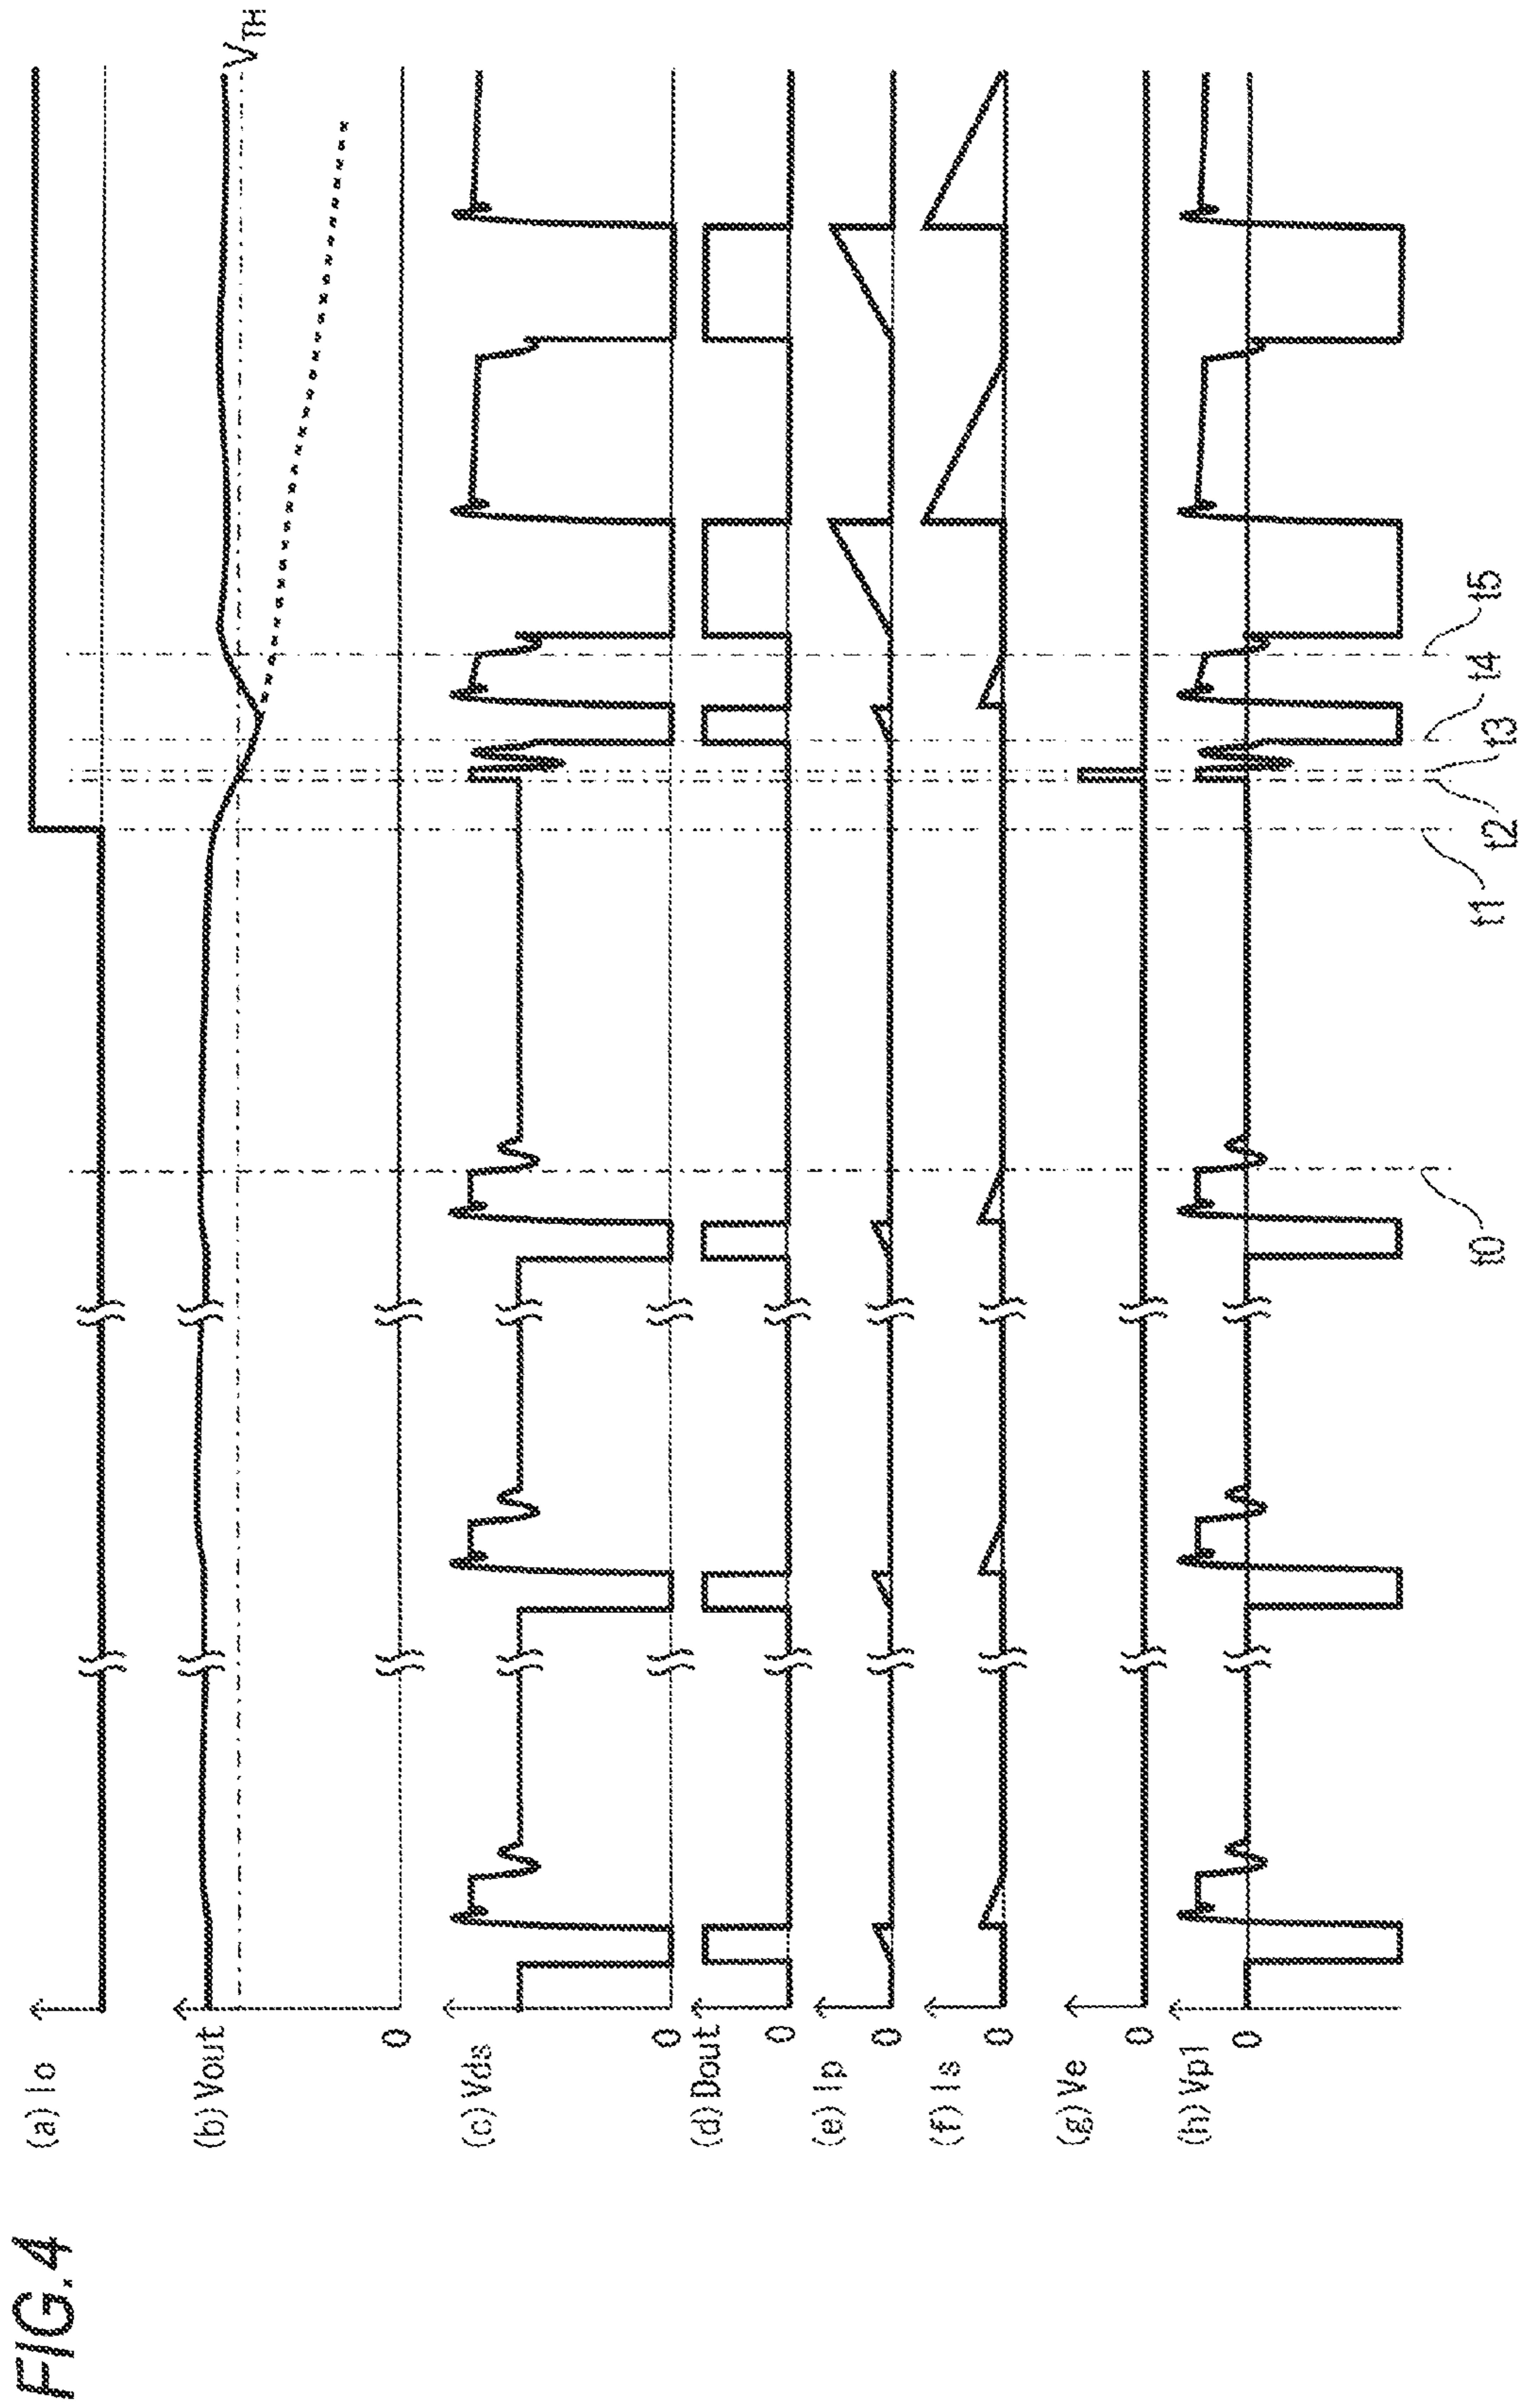 FIG.4
(a) Io
(b) Vout
VTH
0
(c) Vds
0
(d) Dout
0
(e) Ip
0
(f) Is
0
(g) Ve
0
(h) Vp1
0
t0
t1
t2
t3
t4
t5